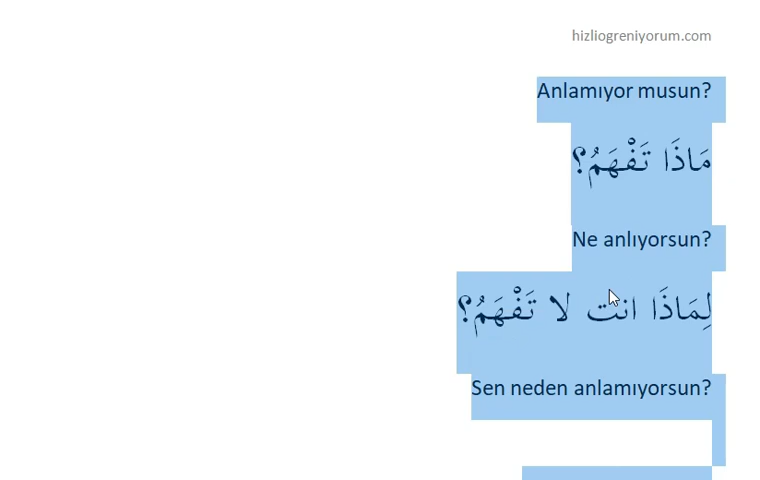 hizliogreniyorum.com
Anlamıyor musun?
مَاذَا تَفْهَمُ؟
Ne anlıyorsun?
لِمَاذَا انت لا تَفْهَمُ؟
Sen neden anlamıyorsun?